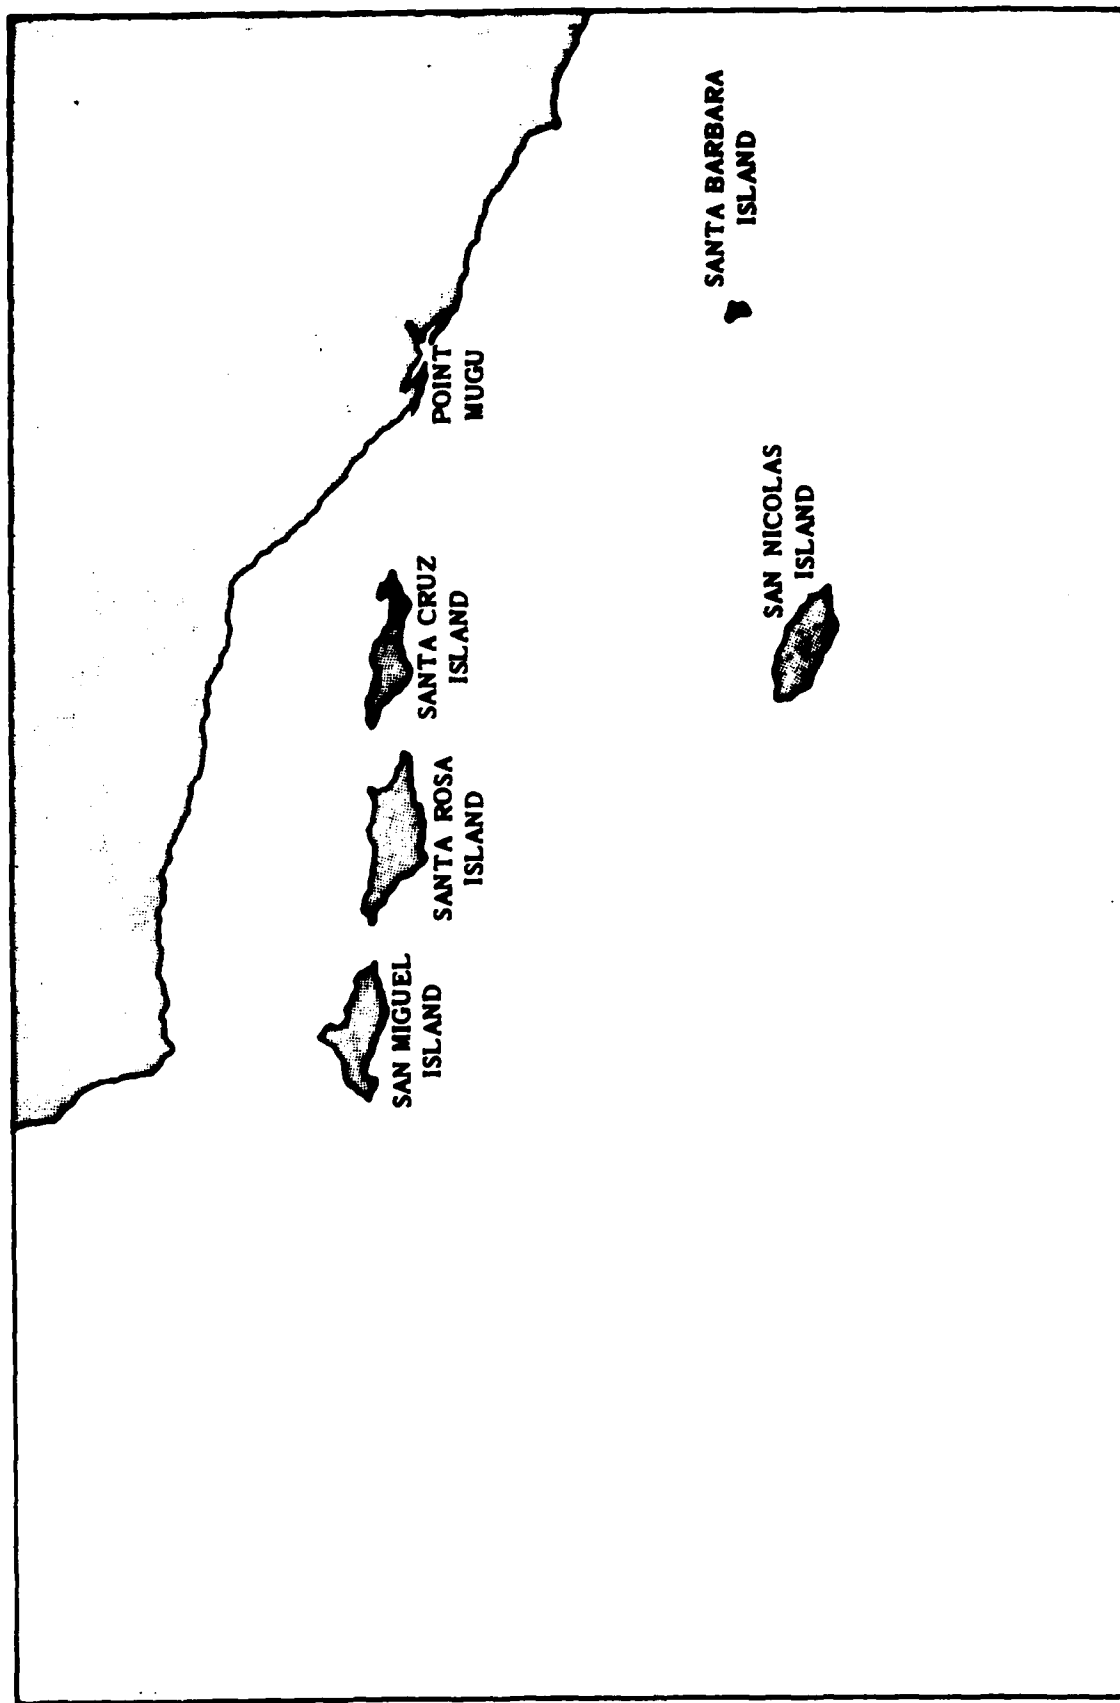 SAN MIGUEL
ISLAND
SANTA ROSA
ISLAND
SANTA CRUZ
ISLAND
POINT
MUGU
SAN NICOLAS
ISLAND
SANTA BARBARA
ISLAND